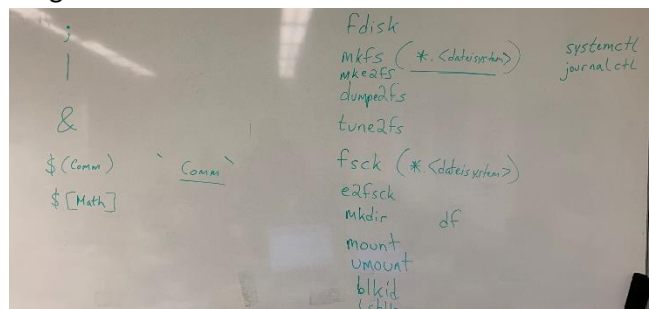 ;
|
&
$(Comm) ` Comm `
$[Math]
fdisk
mkfs (*.<dateisystem>)
mke2fs
dumpe2fs
tune2fs
fsck (*.<dateisystem>)
e2fsck
mkdir df
mount
umount
blkid
systemctl
journalctl